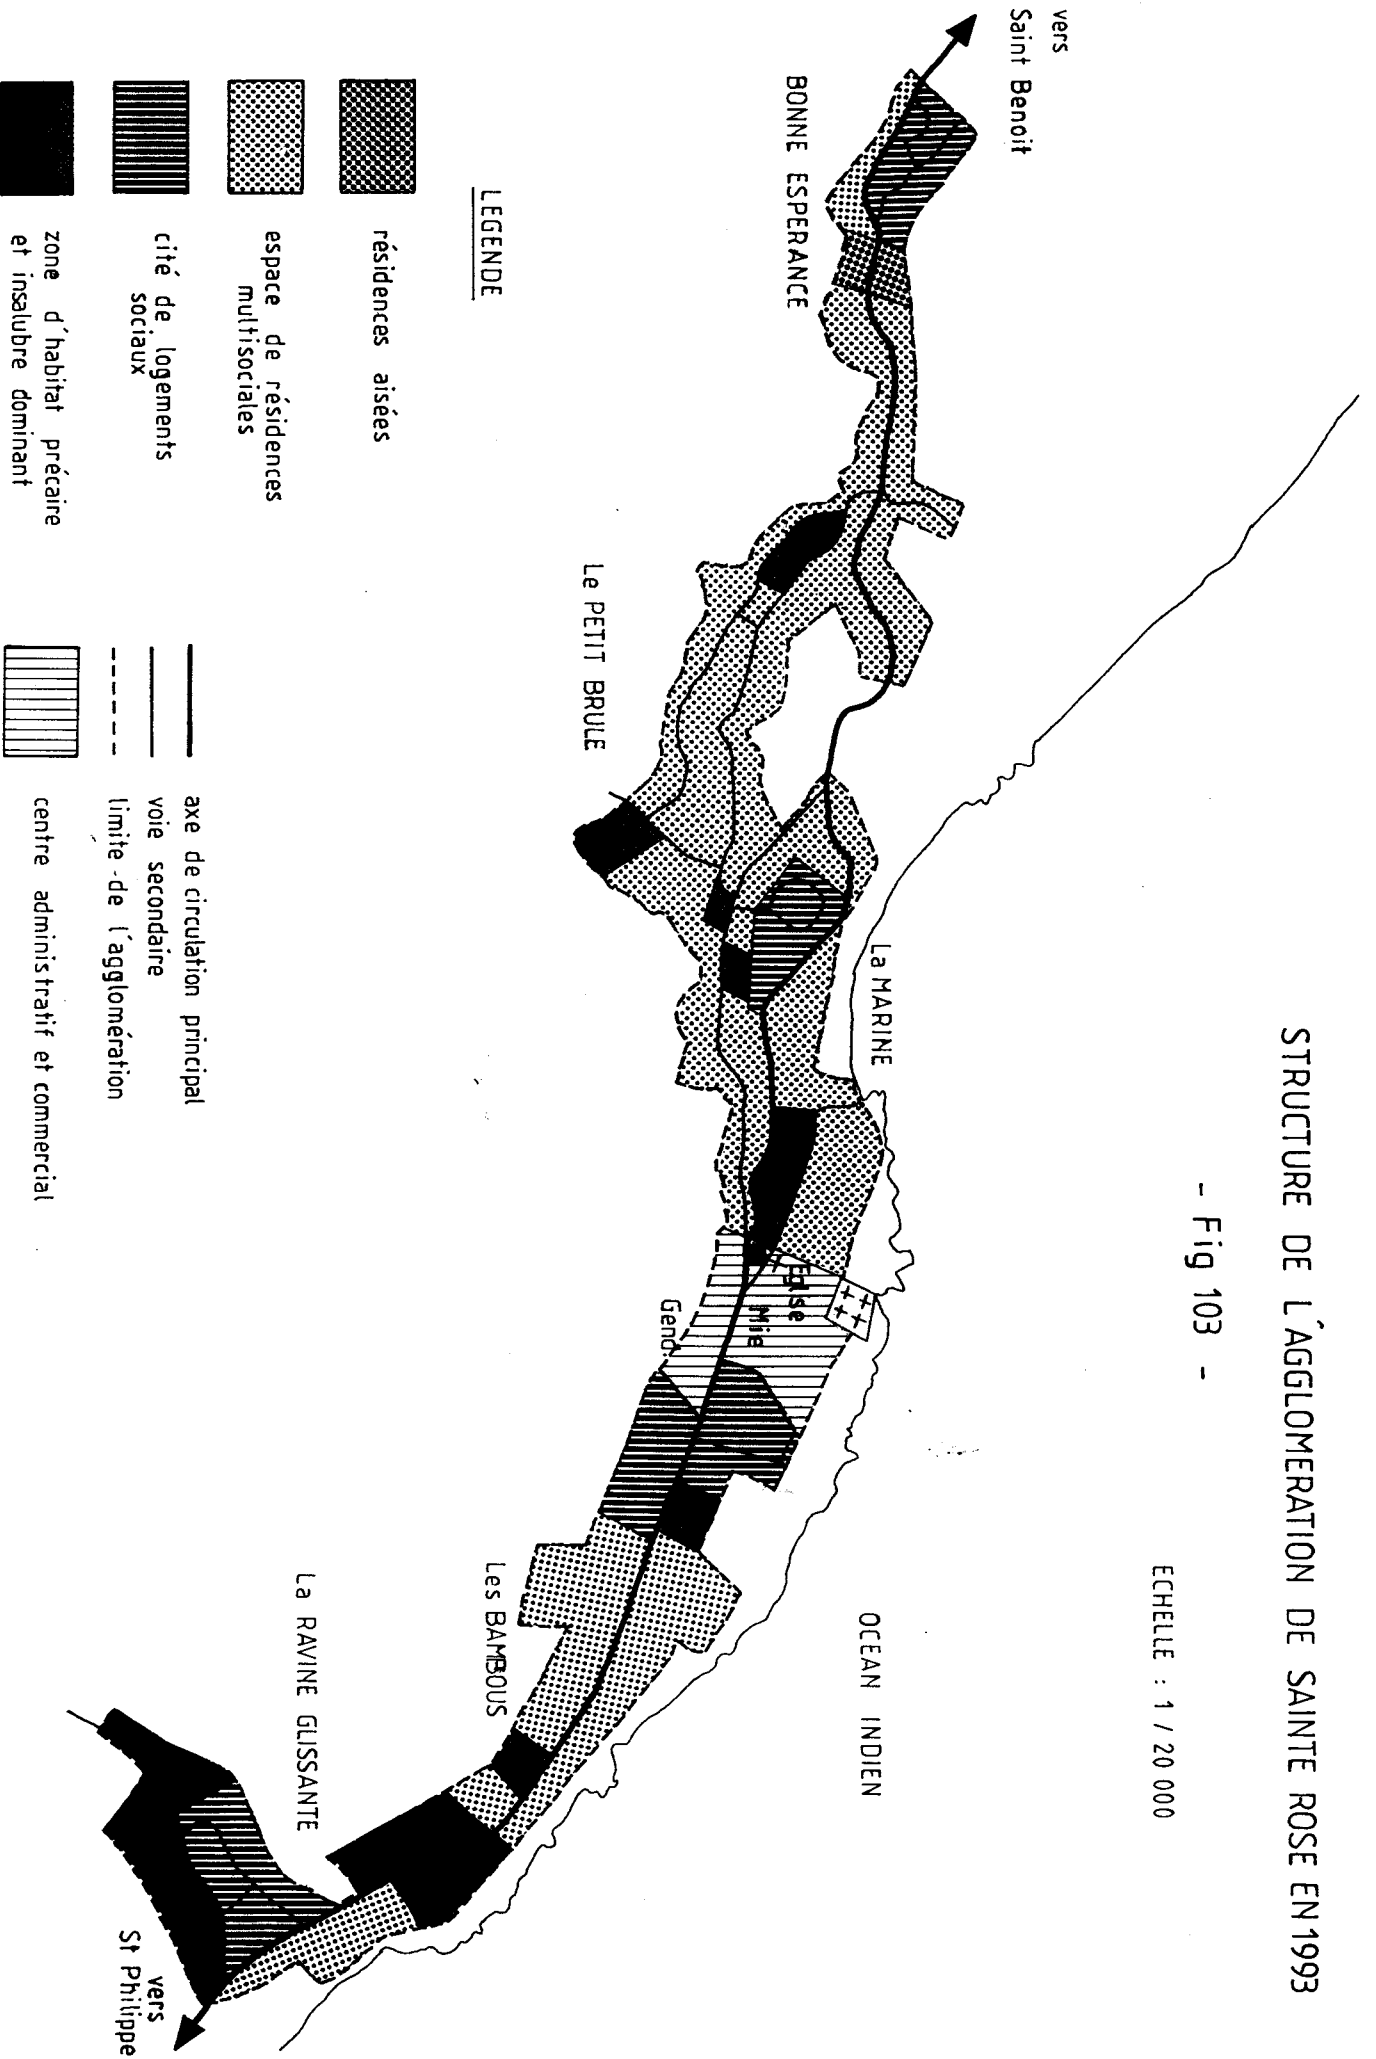 STRUCTURE DE L'AGGLOMERATION DE SAINTE ROSE EN 1993
- Fig 103 -
ECHELLE : 1 / 20 000
vers
Saint Benoit
BONNE ESPERANCE
OCEAN INDIEN
La MARINE
Eglise
Mie
Gend.
Le PETIT BRULE
Les BAMBOUS
La RAVINE GLISSANTE
vers
St Philippe
LEGENDE
résidences aisées
espace de résidences
multisociales
cité de logements
sociaux
zone d'habitat précaire
et insalubre dominant
axe de circulation principal
voie secondaire
limite de l'agglomération
centre administratif et commercial